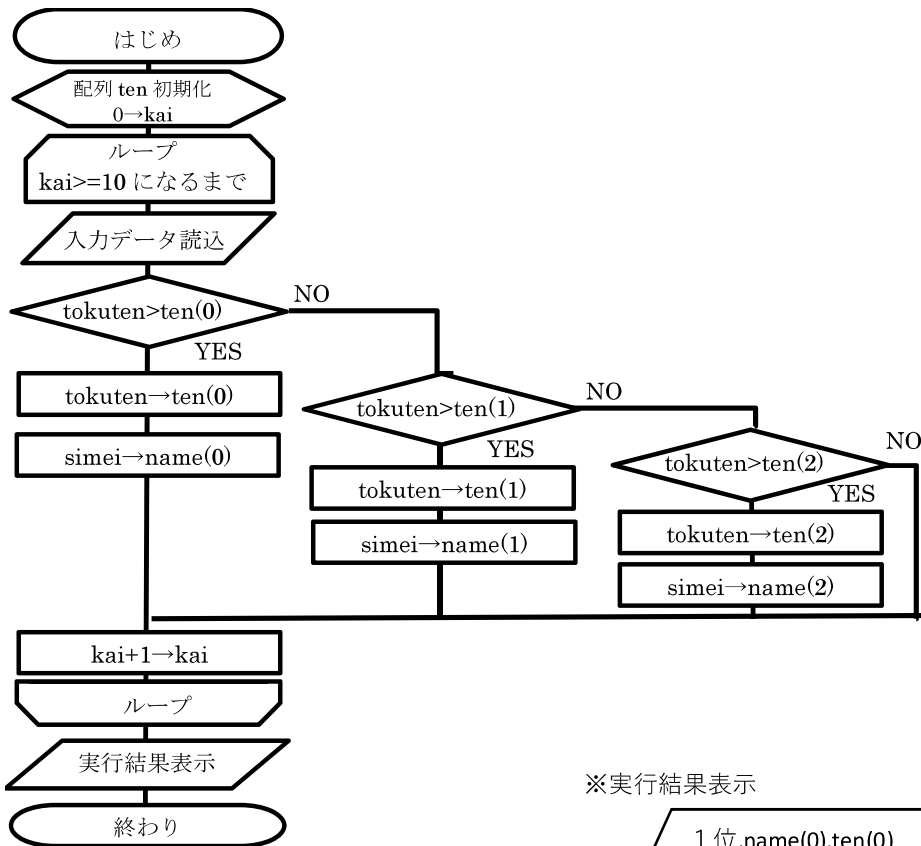 はじめ
配列 ten 初期化
0→kai
ループ
kai>=10 になるまで
入力データ読込
tokuten>ten(0)
NO
YES
tokuten→ten(0)
simei→name(0)
tokuten>ten(1)
NO
YES
tokuten→ten(1)
simei→name(1)
tokuten>ten(2)
NO
YES
tokuten→ten(2)
simei→name(2)
kai+1→kai
ループ
実行結果表示
終わり
※実行結果表示
1 位,name(0),ten(0)